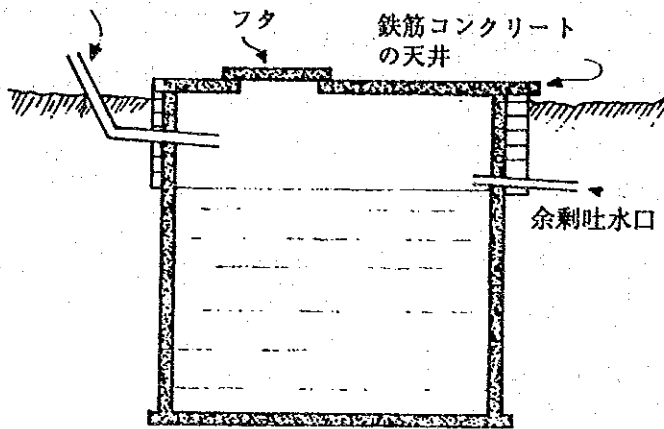 フタ
鉄筋コンクリート
の天井
余剰吐水口